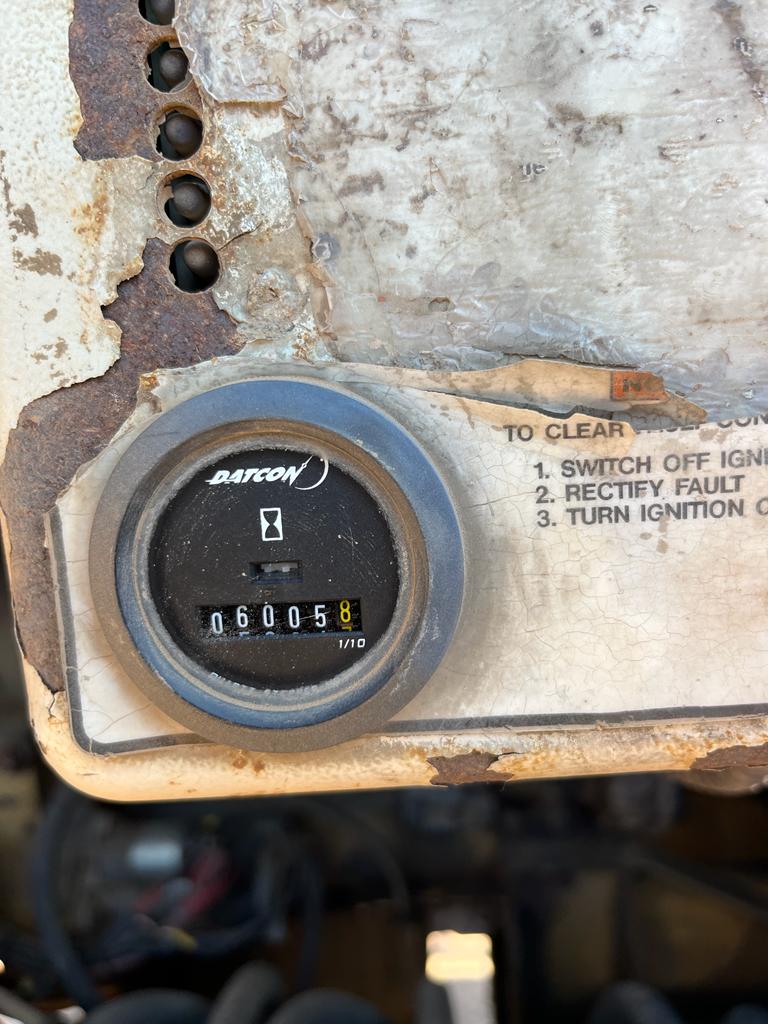 TO CLEAR
1. SWITCH OFF
2. RECTIFY FAULT
3. TURN IGNITION
DATCON
060058
1/10